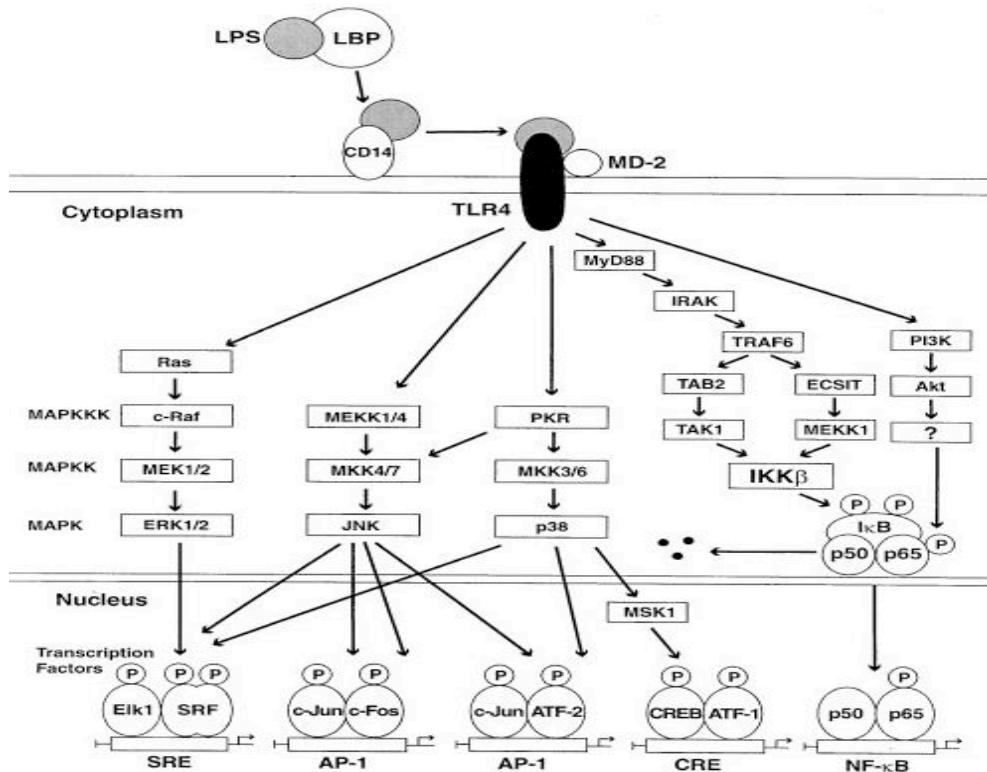 LPS LBP
CD14
MD-2
Cytoplasm
TLR4
MyD88
IRAK
Ras TRAF6 PI3K
TAB2 ECSIT Akt
MAPKKK c-Raf MEKK1/4 PKR
TAK1 MEKK1 ?
MAPKK MEK1/2 MKK4/7 MKK3/6
IKKβ
P P
MAPK ERK1/2 JNK p38 IκB
P
p50 p65
Nucleus
MSK1
Transcription
Factors
P P P P P P P P P P
Elk1 SRF c-Jun c-Fos c-Jun ATF-2 CREB ATF-1 p50 p65
SRE AP-1 AP-1 CRE NF-κB